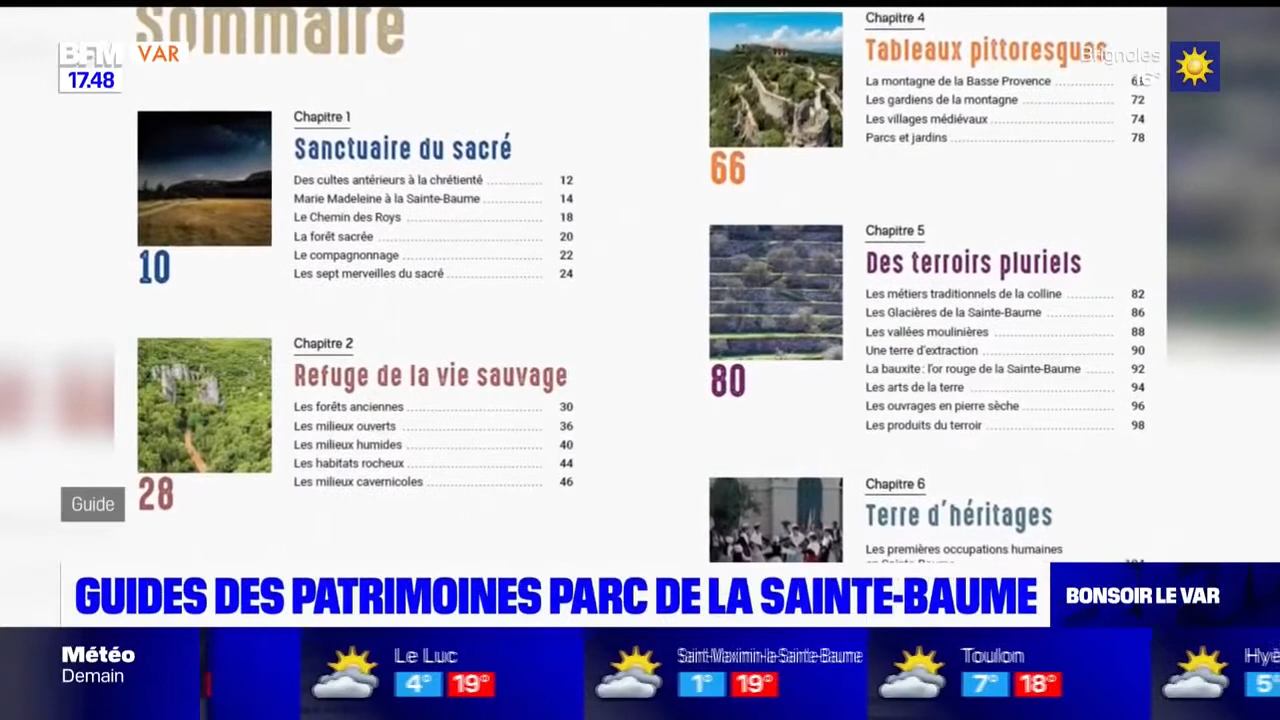 Sommaire
BFM VAR
17.48
Chapitre 1
Sanctuaire du sacré
Des cultes antérieurs à la chrétienté 12
Marie Madeleine à la Sainte-Baume 14
Le Chemin des Roys 18
La forêt sacrée 20
Le compagnonnage 22
Les sept merveilles du sacré 24
10
Chapitre 2
Refuge de la vie sauvage
Les forêts anciennes 30
Les milieux ouverts 36
Les milieux humides 40
Les habitats rocheux 44
Les milieux cavernicoles 46
28
Chapitre 4
Tableaux pittoresques
La montagne de la Basse Provence
Les gardiens de la montagne 72
Les villages médiévaux 74
Parcs et jardins 78
66
Brignoles
Chapitre 5
Des terroirs pluriels
Les métiers traditionnels de la colline 82
Les Glacières de la Sainte-Baume 86
Les vallées moulinières 88
Une terre d'extraction 90
La bauxite : l'or rouge de la Sainte-Baume 92
Les arts de la terre 94
Les ouvrages en pierre sèche 96
Les produits du terroir 98
80
Chapitre 6
Terre d'héritages
Les premières occupations humaines
Guide
GUIDES DES PATRIMOINES PARC DE LA SAINTE-BAUME
BONSOIR LE VAR
Météo
Demain
Le Luc
4° 19°
Saint-Maximin-la-Sainte-Baume
1° 19°
Toulon
7° 18°
Hyè
5°